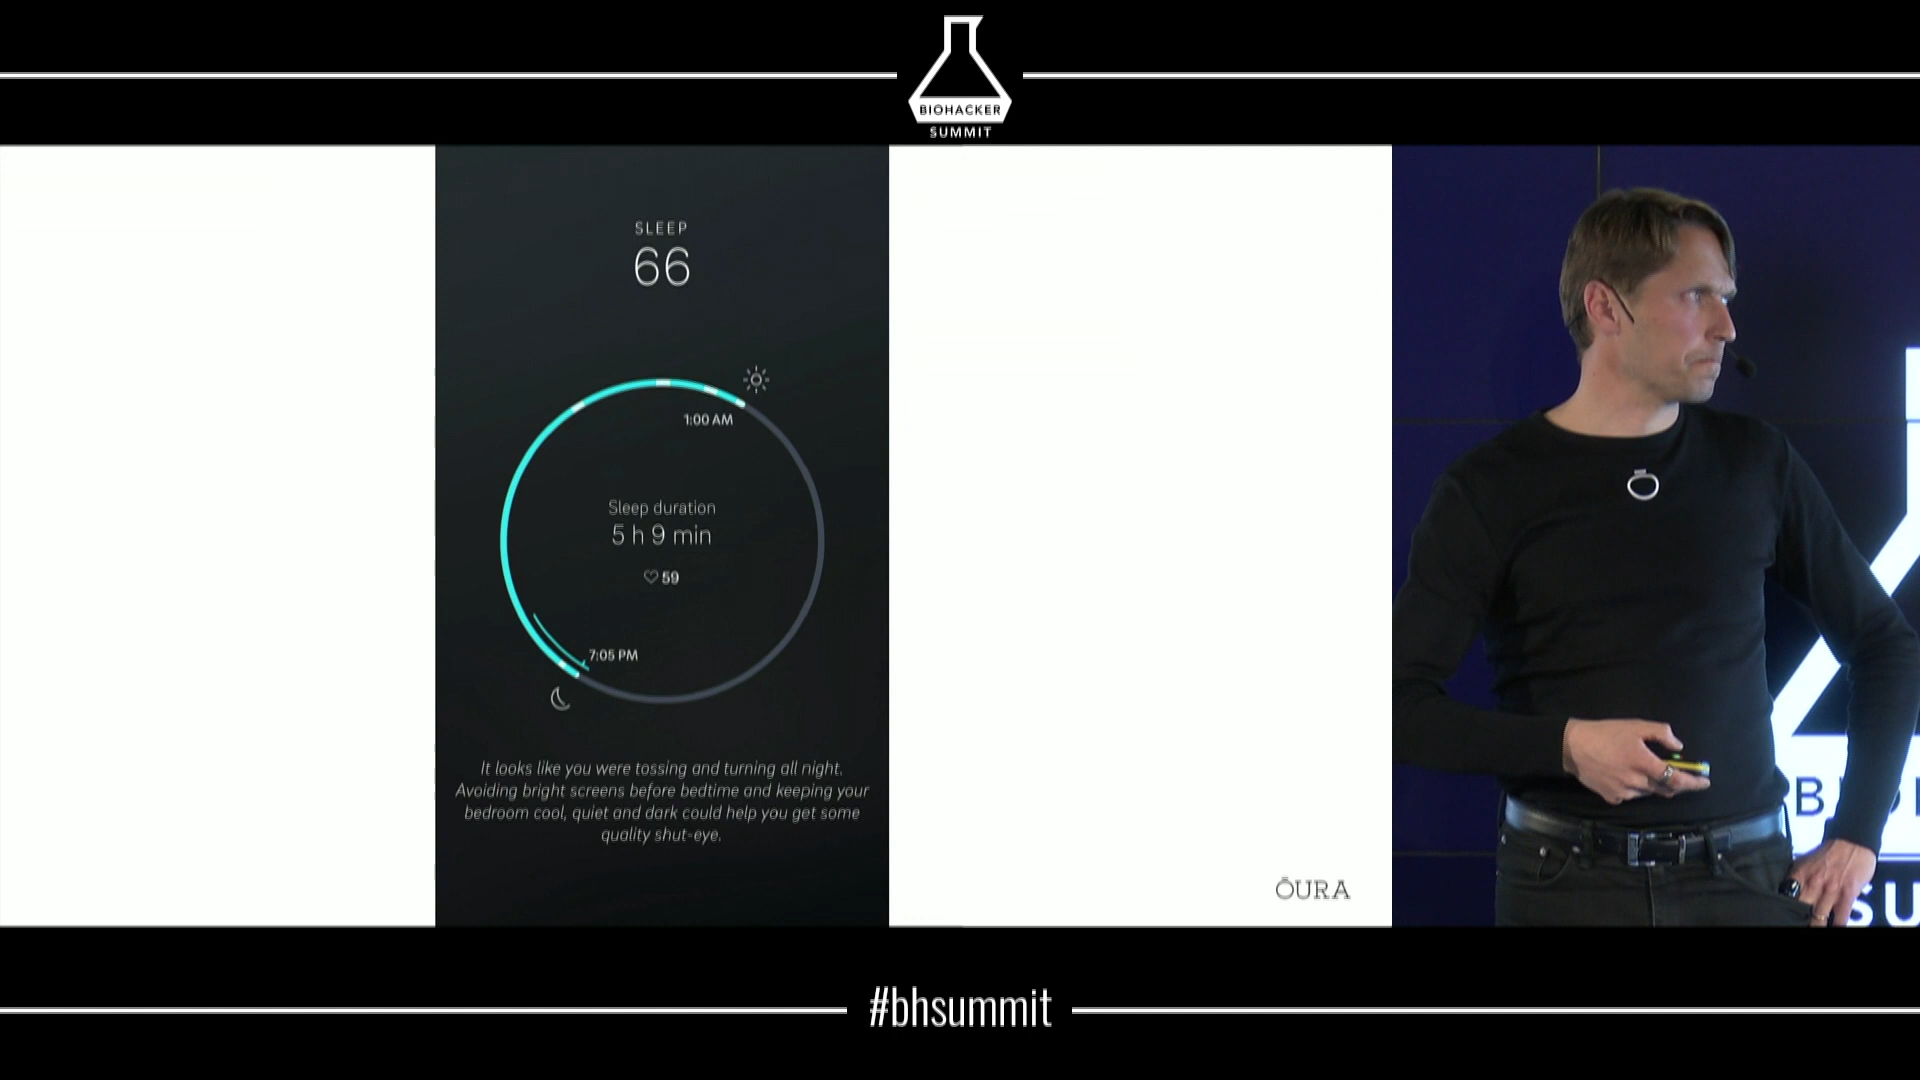 BIOHACKER
SUMMIT
SLEEP
66
1:00 AM
Sleep duration
5 h 9 min
59
7:05 PM
It looks like you were tossing and turning all night.
Avoiding bright screens before bedtime and keeping your
bedroom cool, quiet and dark could help you get some
quality shut-eye.
ŌURA
B
SU
#bhsummit